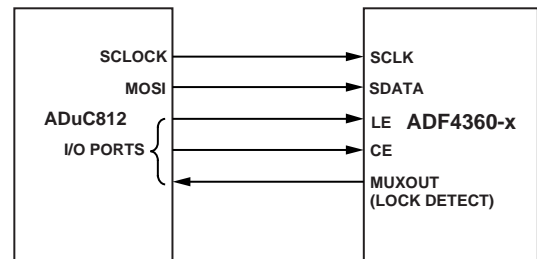 SCLOCK
SCLK
MOSI
SDATA
ADuC812
LE
ADF4360-x
I/O PORTS
CE
MUXOUT
(LOCK DETECT)